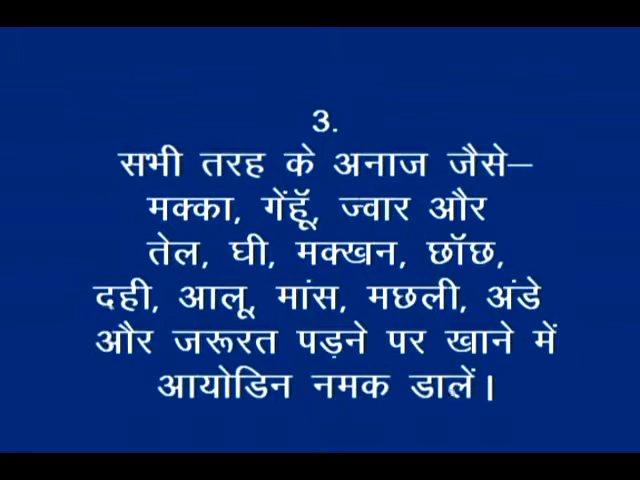 3.
सभी तरह के अनाज जैसे–
मक्का, गेंहूॅ, ज्वार और
तेल, घी, मक्खन, छॉछ,
दही, आलू, मांस, मछली, अंडे
और जरूरत पड़ने पर खाने में
आयोडिन नमक डालें।